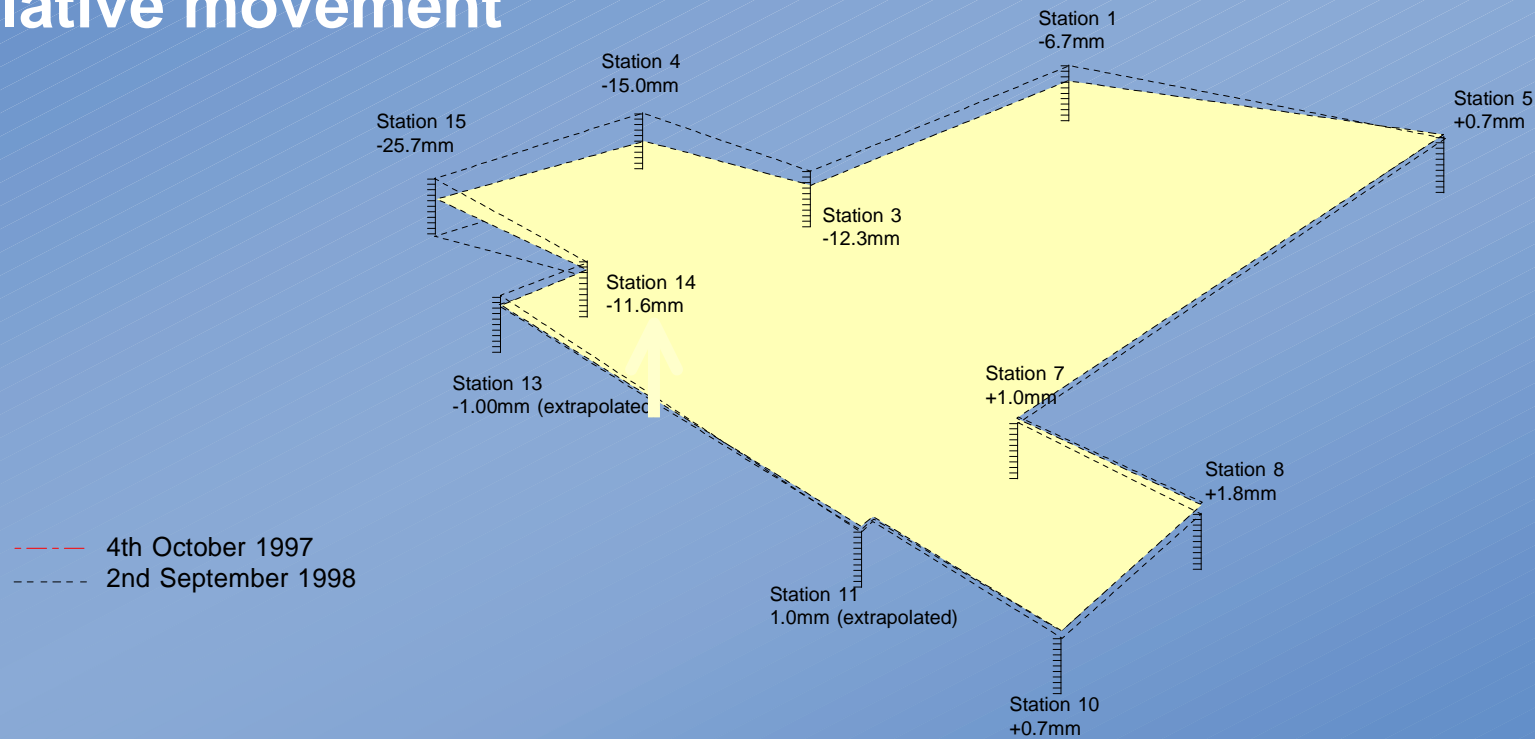 lative movement
Station 1
-6.7mm
Station 4
-15.0mm
Station 5
+0.7mm
Station 15
-25.7mm
Station 3
-12.3mm
Station 14
-11.6mm
Station 7
+1.0mm
Station 13
-1.00mm (extrapolated
Station 8
+1.8mm
4th October 1997
2nd September 1998
Station 11
1.0mm (extrapolated)
Station 10
+0.7mm